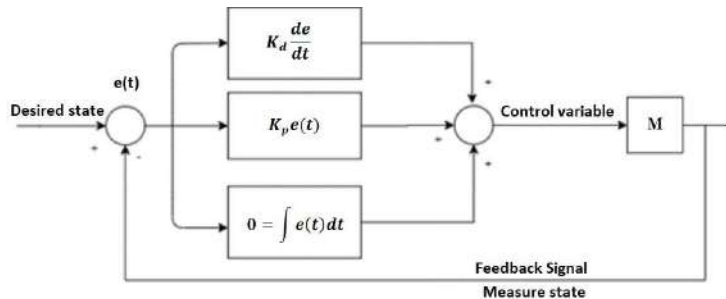 K_d de/dt
e(t)
Desired state
K_p e(t)
Control variable
M
+
-
+
+
+
0 = ∫ e(t)dt
Feedback Signal
Measure state